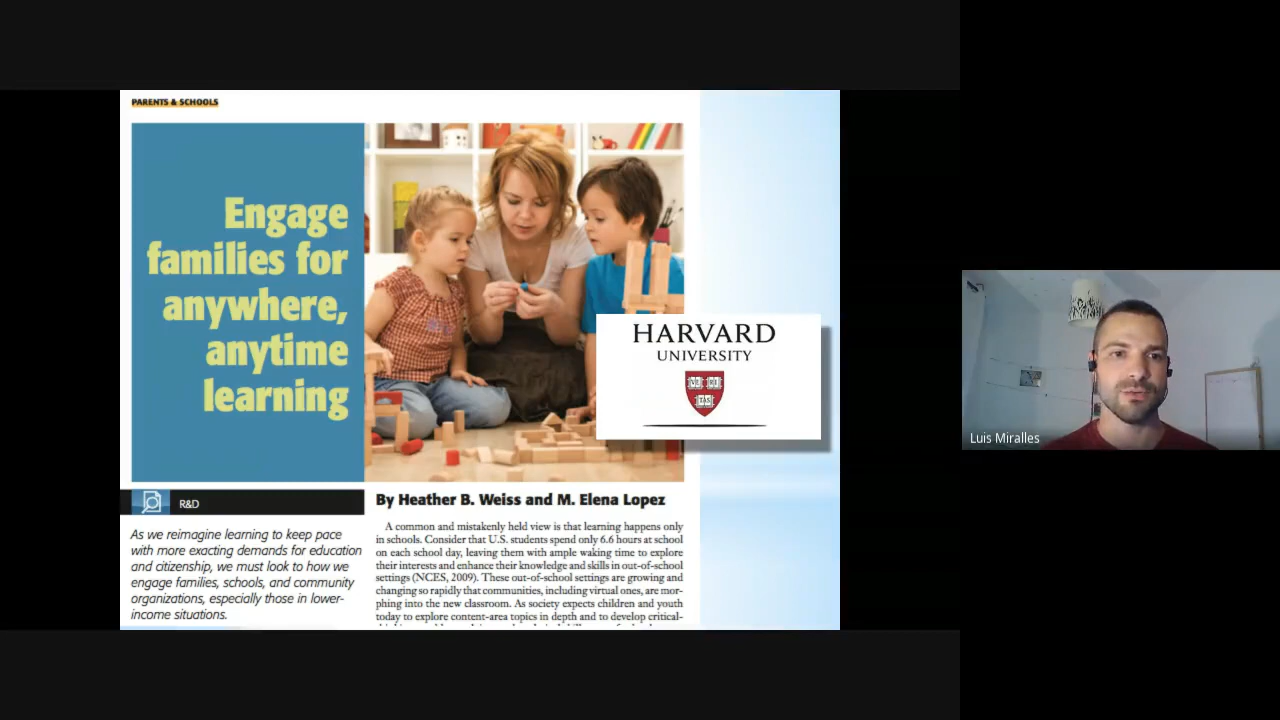 PARENTS & SCHOOLS
Engage
families for
anywhere,
anytime
learning
HARVARD
UNIVERSITY
VE RI
TAS
R&D
As we reimagine learning to keep pace
with more exacting demands for education
and citizenship, we must look to how we
engage families, schools, and community
organizations, especially those in lower-
income situations.
By Heather B. Weiss and M. Elena Lopez
A common and mistakenly held view is that learning happens only
in schools. Consider that U.S. students spend only 6.6 hours at school
on each school day, leaving them with ample waking time to explore
their interests and enhance their knowledge and skills in out-of-school
settings (NCES, 2009). These out-of-school settings are growing and
changing so rapidly that communities, including virtual ones, are mor-
phing into the new classroom. As society expects children and youth
today to explore content-area topics in depth and to develop critical-
Luis Miralles